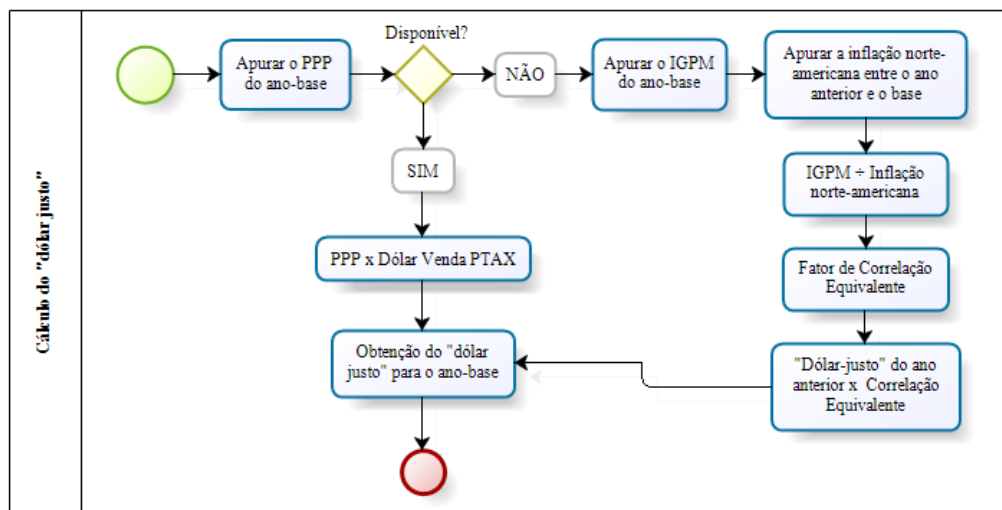 Cálculo do "dólar justo"
Disponível?
Apurar o PPP
do ano-base
NÃO
Apurar o IGPM
do ano-base
Apurar a inflação norte-
americana entre o ano
anterior e o base
SIM
IGPM ÷ Inflação
norte-americana
PPP x Dólar Venda PTAX
Fator de Correlação
Equivalente
Obtenção do "dólar
justo" para o ano-base
"Dólar-justo" do ano
anterior x Correlação
Equivalente